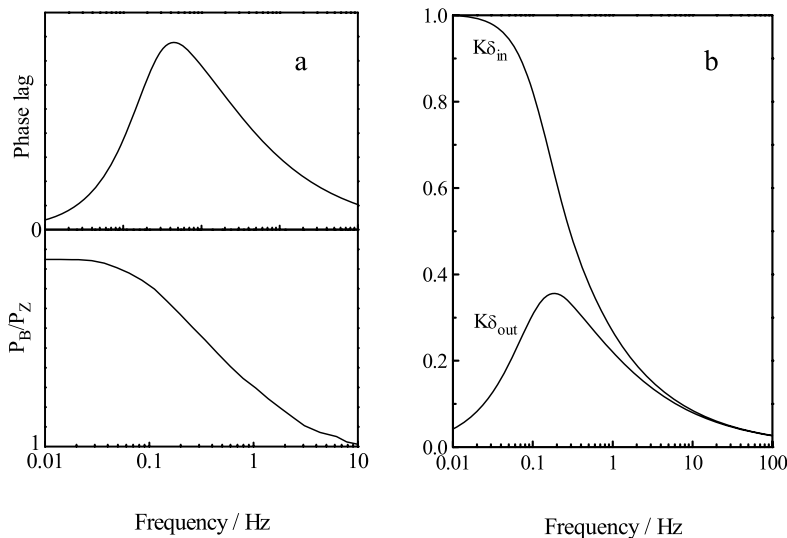 a
Phase lag
0
P_B/P_Z
1
0.01 0.1 1 10
Frequency / Hz
b
Kδ_in
Kδ_out
1.0
0.8
0.6
0.4
0.2
0.0
0.01 0.1 1 10 100
Frequency / Hz